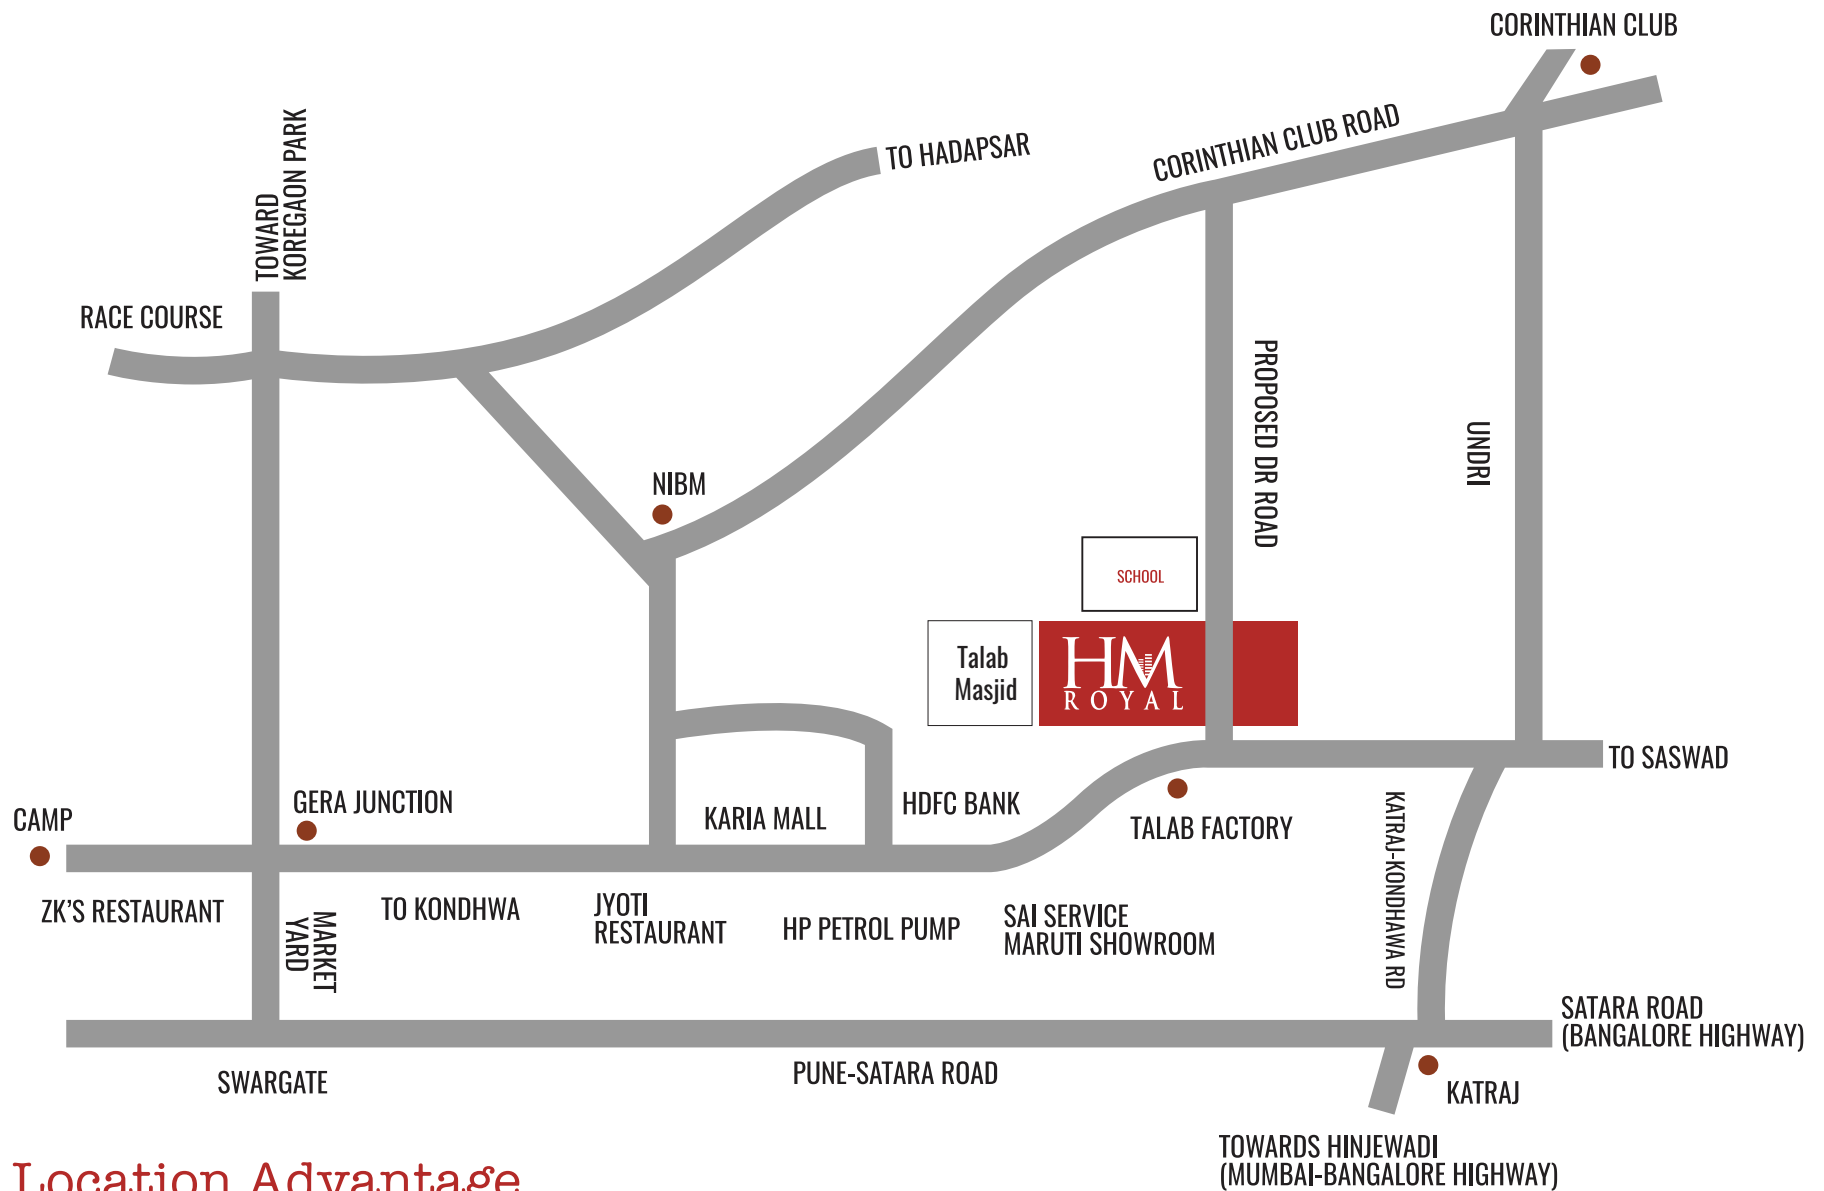 CORINTHIAN CLUB
CORINTHIAN CLUB ROAD
TO HADAPSAR
TOWARD
KOREGAON PARK
RACE COURSE
NIBM
PROPOSED DR ROAD
UNDRI
SCHOOL
Talab
Masjid
HM
ROYAL
TO SASWAD
GERA JUNCTION
CAMP
KARIA MALL
HDFC BANK
TALAB FACTORY
KATRAJ-KONDHAWA RD
ZK'S RESTAURANT
TO KONDHWA
JYOTI
RESTAURANT
HP PETROL PUMP
SAI SERVICE
MARUTI SHOWROOM
MARKET
YARD
SATARA ROAD
(BANGALORE HIGHWAY)
SWARGATE
PUNE-SATARA ROAD
KATRAJ
TOWARDS HINJEWADI
(MUMBAI-BANGALORE HIGHWAY)
Location Advantage